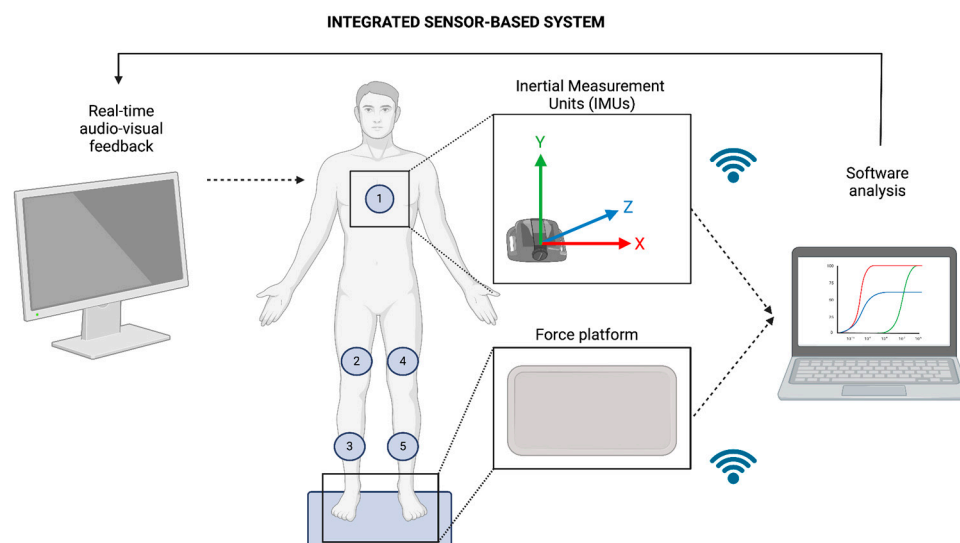 INTEGRATED SENSOR-BASED SYSTEM
Real-time
audio-visual
feedback
Inertial Measurement
Units (IMUs)
Y
Z
X
Software
analysis
1
2
4
3
5
Force platform
100